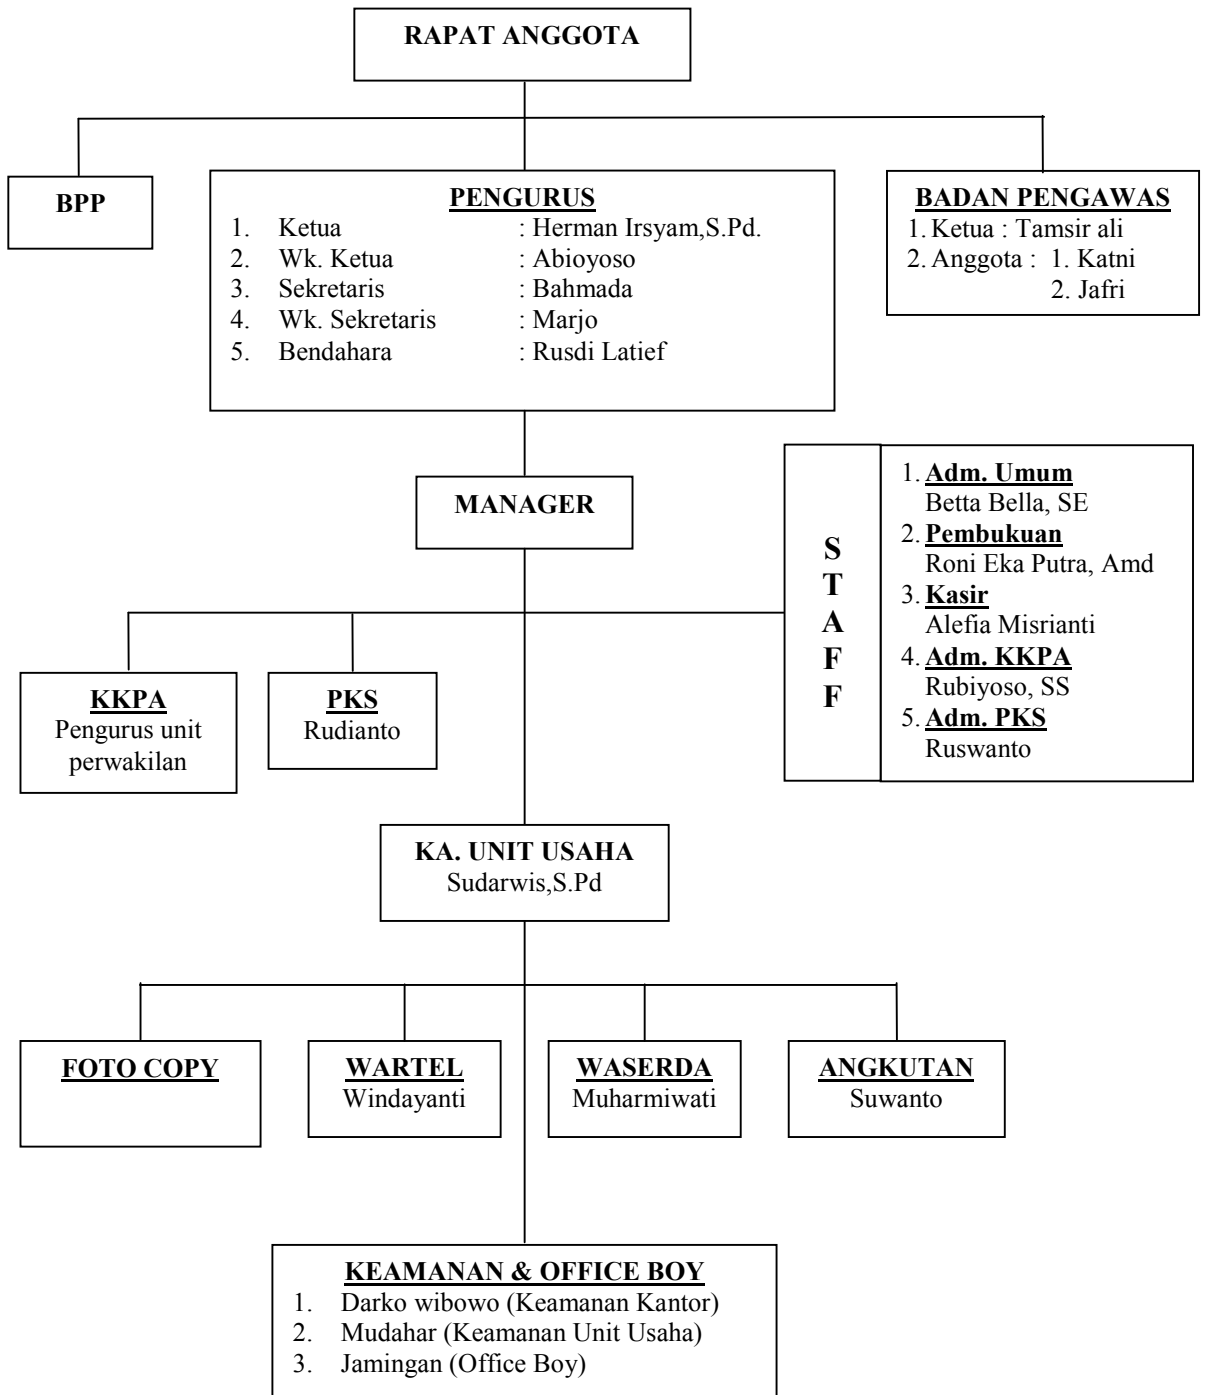 RAPAT ANGGOTA
BPP
PENGURUS
1. Ketua : Herman Irsyam,S.Pd.
2. Wk. Ketua : Abioyoso
3. Sekretaris : Bahmada
4. Wk. Sekretaris : Marjo
5. Bendahara : Rusdi Latief
BADAN PENGAWAS
1. Ketua : Tamsir ali
2. Anggota : 1. Katni
2. Jafri
MANAGER
STAFF
1. Adm. Umum
Betta Bella, SE
2. Pembukuan
Roni Eka Putra, Amd
3. Kasir
Alefia Misrianti
4. Adm. KKPA
Rubiyoso, SS
5. Adm. PKS
Ruswanto
KKPA
Pengurus unit
perwakilan
PKS
Rudianto
KA. UNIT USAHA
Sudarwis,S.Pd
FOTO COPY
WARTEL
Windayanti
WASERDA
Muharmiwati
ANGKUTAN
Suwanto
KEAMANAN & OFFICE BOY
1. Darko wibowo (Keamanan Kantor)
2. Mudahar (Keamanan Unit Usaha)
3. Jamingan (Office Boy)